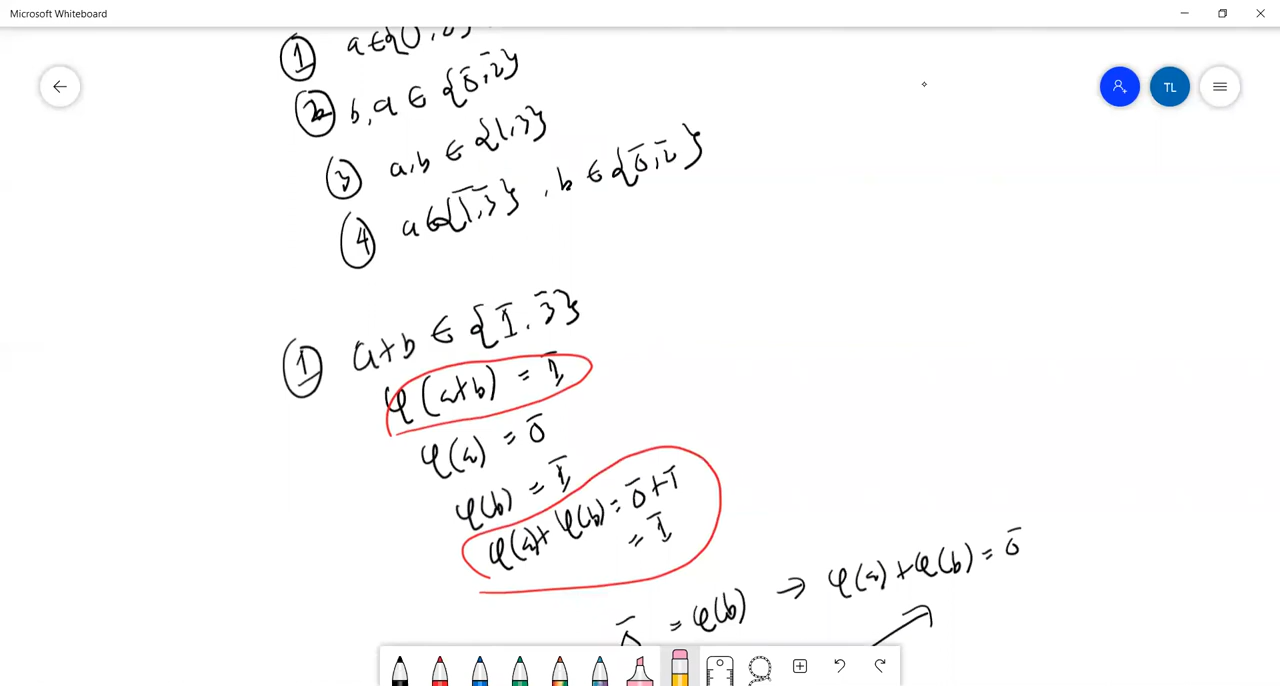 Microsoft Whiteboard
TL
① a∈{0,
② b, a ∈ {0̄, 2̄}
③ a, b ∈ {1, 3}
④ a∈{1̄, 3̄}, b ∈ {0̄, 2̄}
① a+b ∈ {1̄, 3̄}
φ(a+b) = 1̄
φ(a) = 0̄
φ(b) = 1̄
φ(a)+φ(b) = 0̄+1̄
= 1̄
= φ(b) → φ(a)+φ(b) = 0̄